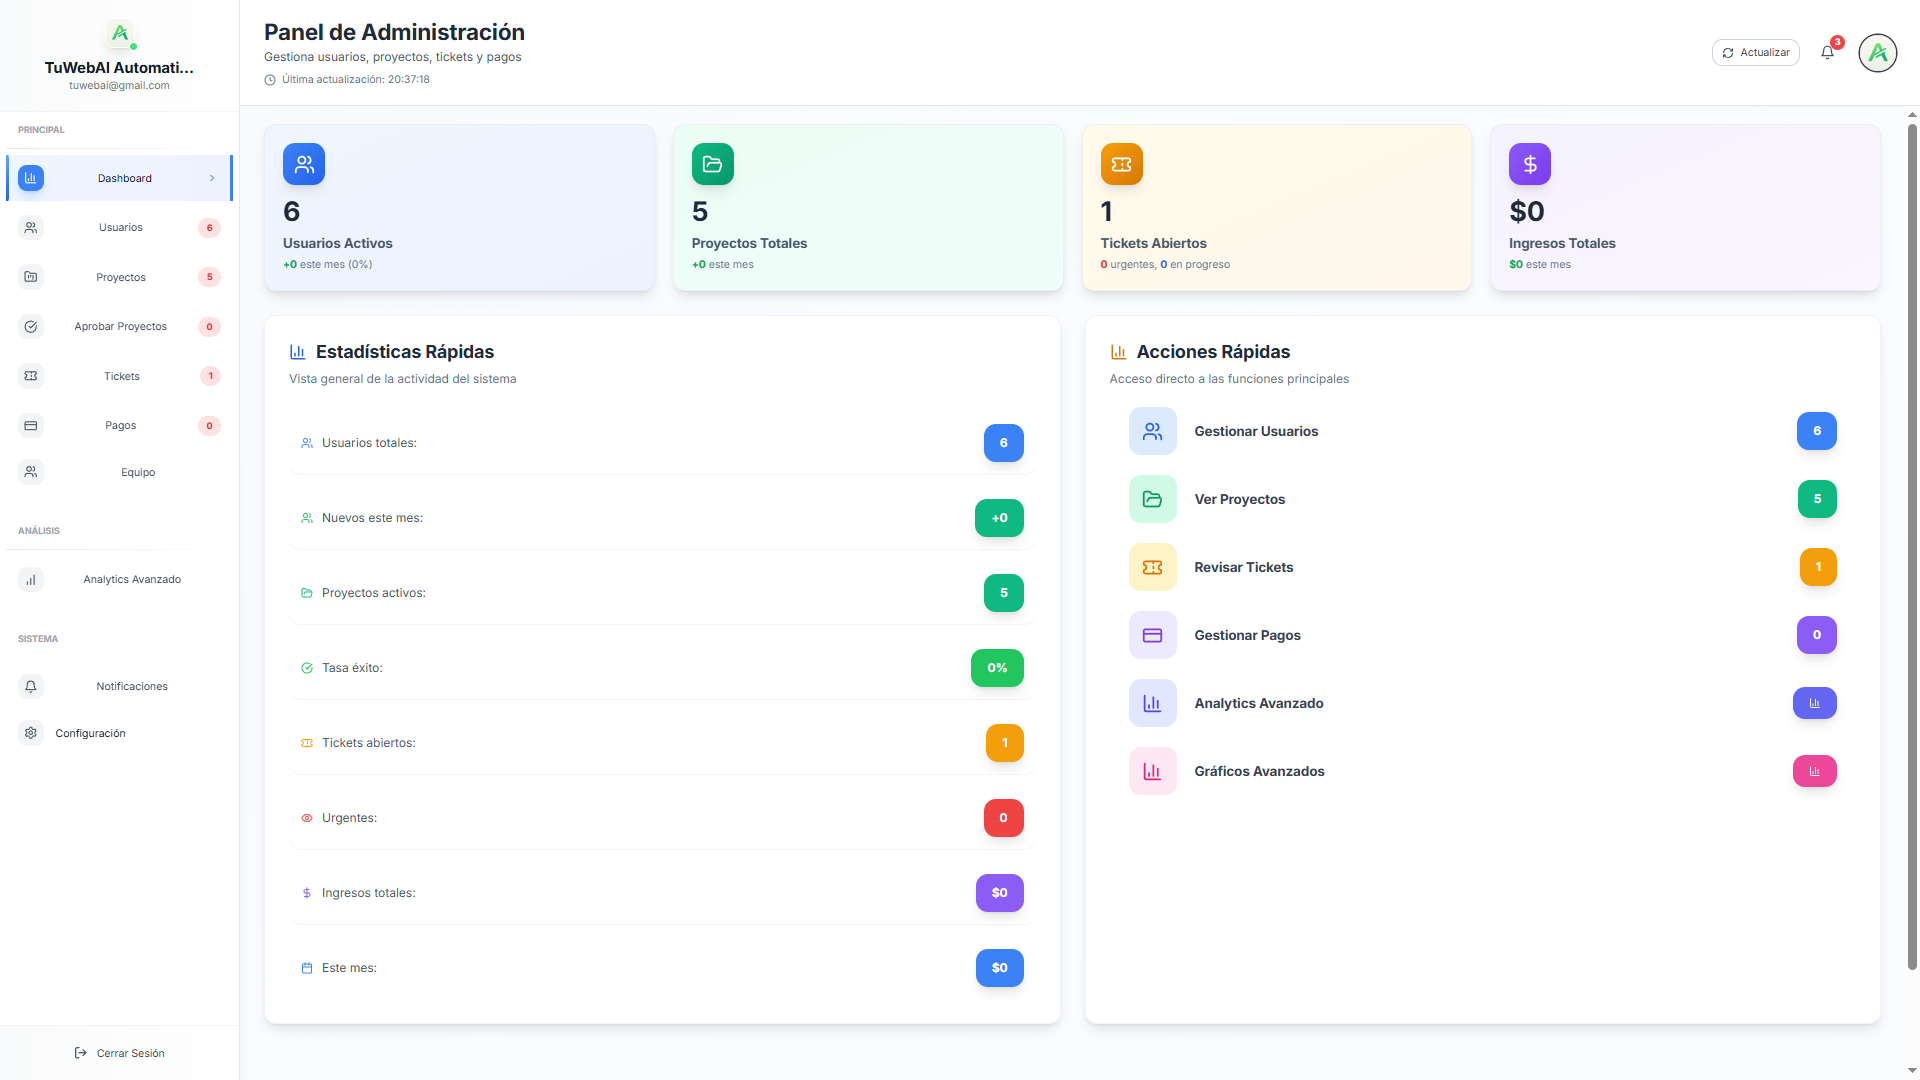 TuWebAI Automati...
tuwebai@gmail.com
PRINCIPAL
Dashboard
Usuarios 6
Proyectos 5
Aprobar Proyectos 0
Tickets 1
Pagos 0
Equipo
ANÁLISIS
Analytics Avanzado
SISTEMA
Notificaciones
Configuración
Cerrar Sesión
Panel de Administración
Gestiona usuarios, proyectos, tickets y pagos
Última actualización: 20:37:18
Actualizar
3
6
Usuarios Activos
+0 este mes (0%)
5
Proyectos Totales
+0 este mes
1
Tickets Abiertos
0 urgentes, 0 en progreso
$0
Ingresos Totales
$0 este mes
Estadísticas Rápidas
Vista general de la actividad del sistema
Usuarios totales: 6
Nuevos este mes: +0
Proyectos activos: 5
Tasa éxito: 0%
Tickets abiertos: 1
Urgentes: 0
Ingresos totales: $0
Este mes: $0
Acciones Rápidas
Acceso directo a las funciones principales
Gestionar Usuarios 6
Ver Proyectos 5
Revisar Tickets 1
Gestionar Pagos 0
Analytics Avanzado
Gráficos Avanzados